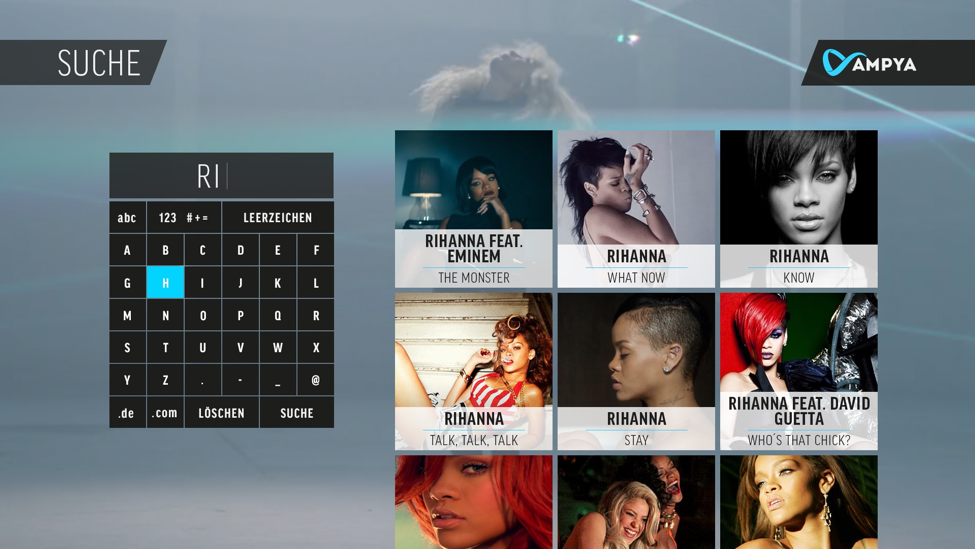 SUCHE
AMPYA
RI
abc 123 #+= LEERZEICHEN
A B C D E F
G H I J K L
M N O P Q R
S T U V W X
Y Z . - _ @
.de .com LÖSCHEN SUCHE
RIHANNA FEAT.
EMINEM
THE MONSTER
RIHANNA
WHAT NOW
RIHANNA
KNOW
RIHANNA
TALK, TALK, TALK
RIHANNA
STAY
RIHANNA FEAT. DAVID
GUETTA
WHO´S THAT CHICK?